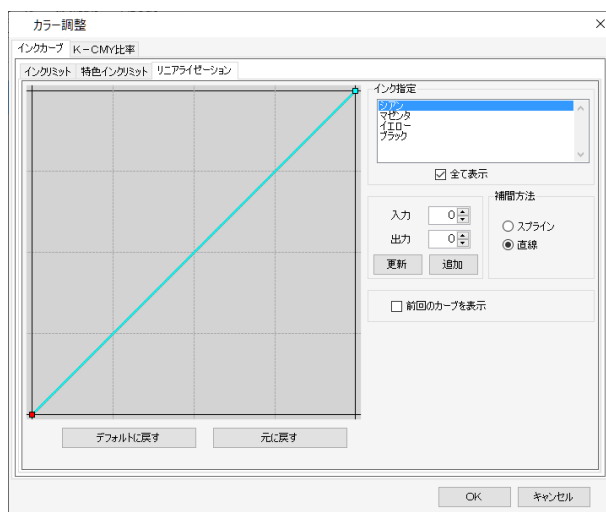 カラー調整
インクカーブ K-CMY比率
インクリミット 特色インクリミット リニアライゼーション
インク指定
シアン
マゼンタ
イエロー
ブラック
全て表示
補間方法
入力 0
出力 0
スプライン
直線
更新 追加
前回のカーブを表示
デフォルトに戻す 元に戻す
OK キャンセル